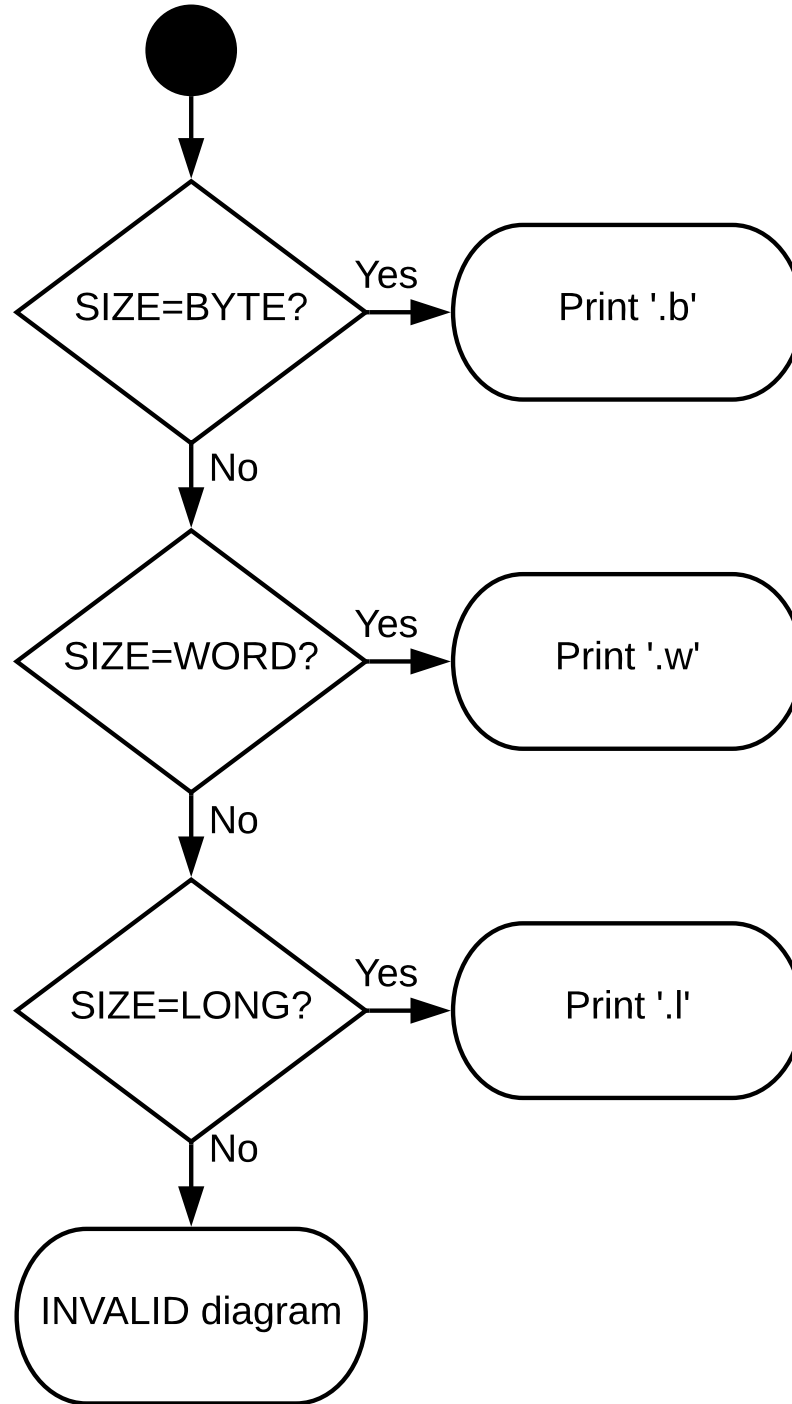 Yes
SIZE=BYTE?
Print '.b'
No
Yes
SIZE=WORD?
Print '.w'
No
Yes
SIZE=LONG?
Print '.l'
No
INVALID diagram